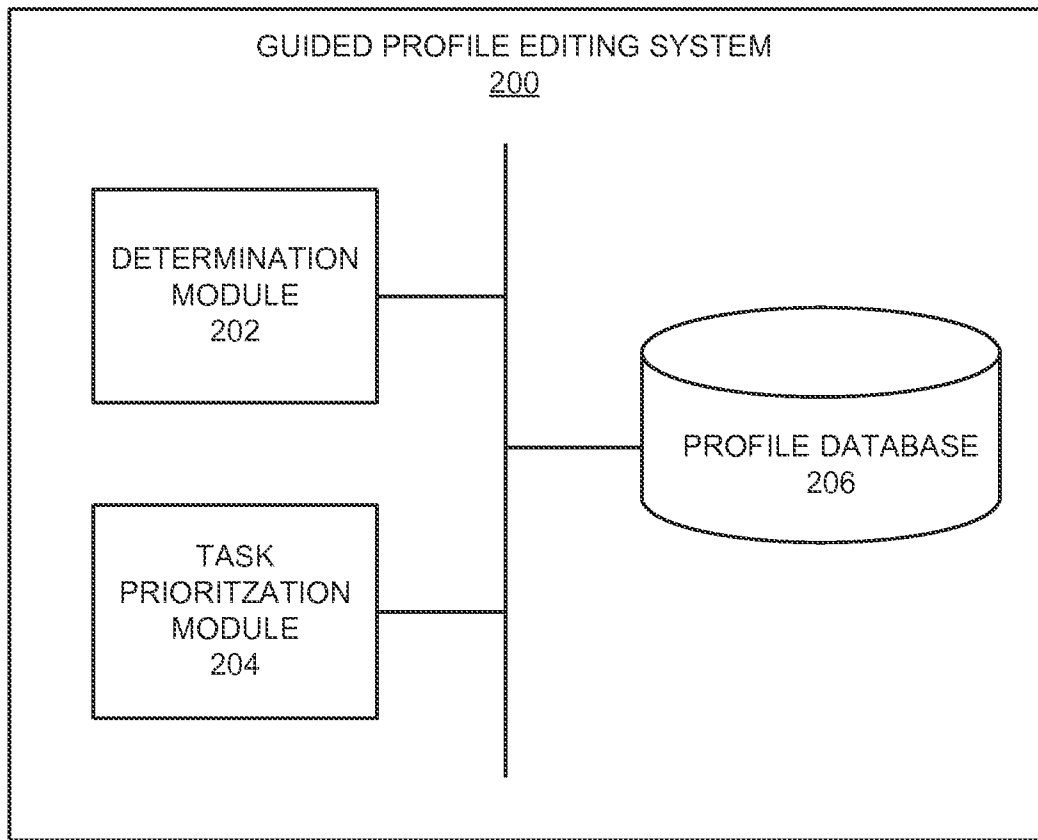 GUIDED PROFILE EDITING SYSTEM
200
DETERMINATION
MODULE
202
PROFILE DATABASE
206
TASK
PRIORITZATION
MODULE
204